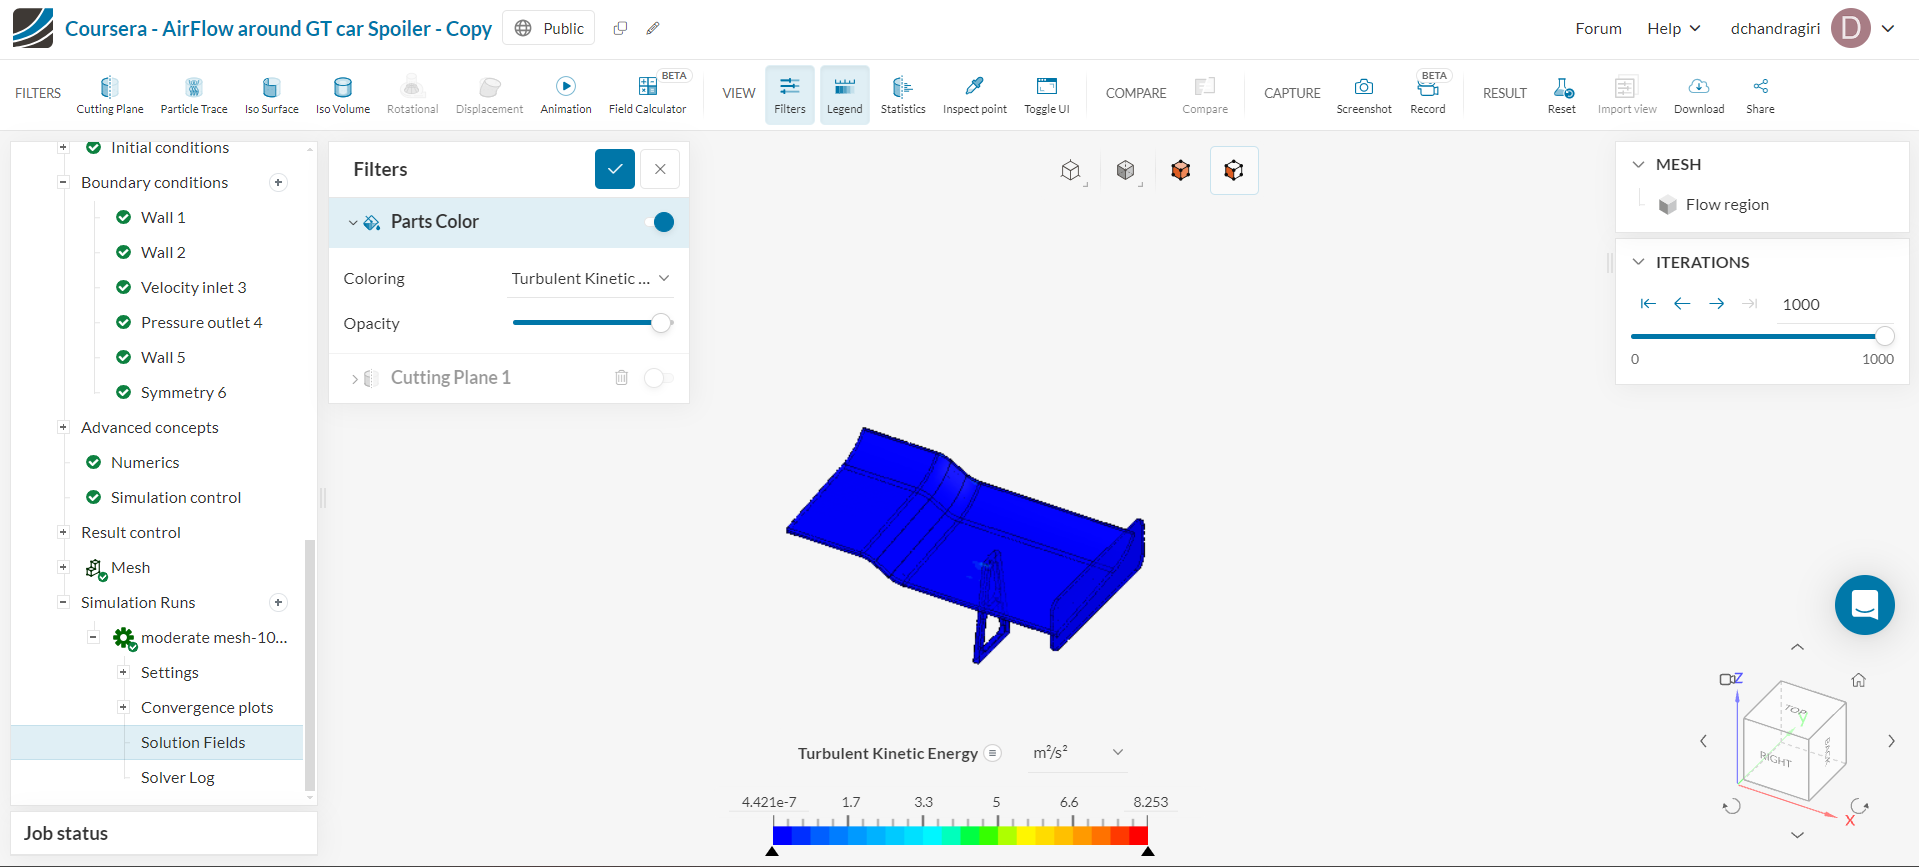 Coursera - AirFlow around GT car Spoiler - Copy
Public
Forum
Help
dchandragiri
D
FILTERS
Cutting Plane
Particle Trace
Iso Surface
Iso Volume
Rotational
Displacement
Animation
BETA
Field Calculator
VIEW
Filters
Legend
Statistics
Inspect point
Toggle UI
COMPARE
Compare
CAPTURE
Screenshot
BETA
Record
RESULT
Reset
Import view
Download
Share
Initial conditions
Boundary conditions
Wall 1
Wall 2
Velocity inlet 3
Pressure outlet 4
Wall 5
Symmetry 6
Advanced concepts
Numerics
Simulation control
Result control
Mesh
Simulation Runs
moderate mesh-10...
Settings
Convergence plots
Solution Fields
Solver Log
Job status
Filters
Parts Color
Coloring
Turbulent Kinetic ...
Opacity
Cutting Plane 1
MESH
Flow region
ITERATIONS
1000
0
1000
Turbulent Kinetic Energy
m²/s²
4.421e-7
1.7
3.3
5
6.6
8.253
Z
TOP
Y
RIGHT
BACK
X